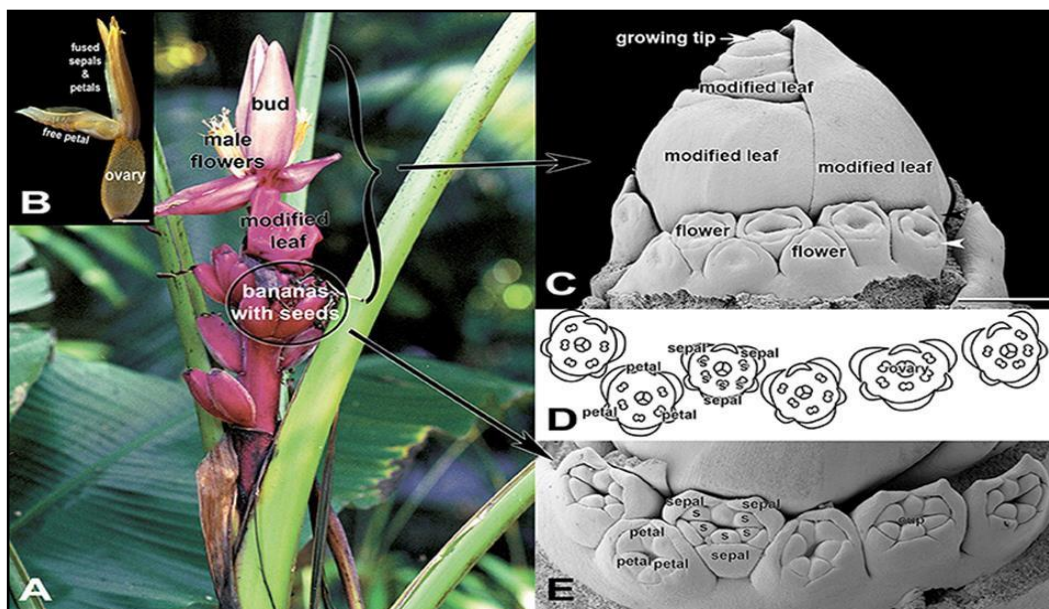 B
fused
sepals
&
petals
free petal
ovary
bud
male
flowers
modified
leaf
bananas
with seeds
A
growing tip
modified leaf
modified leaf
modified leaf
flower
flower
C
sepal
sepal
petal
s
s
s
s
s
ovary
petal
petal
sepal
D
sepal
sepal
s
s
s
s
s
petal
petal
petal
sepal
cup
E